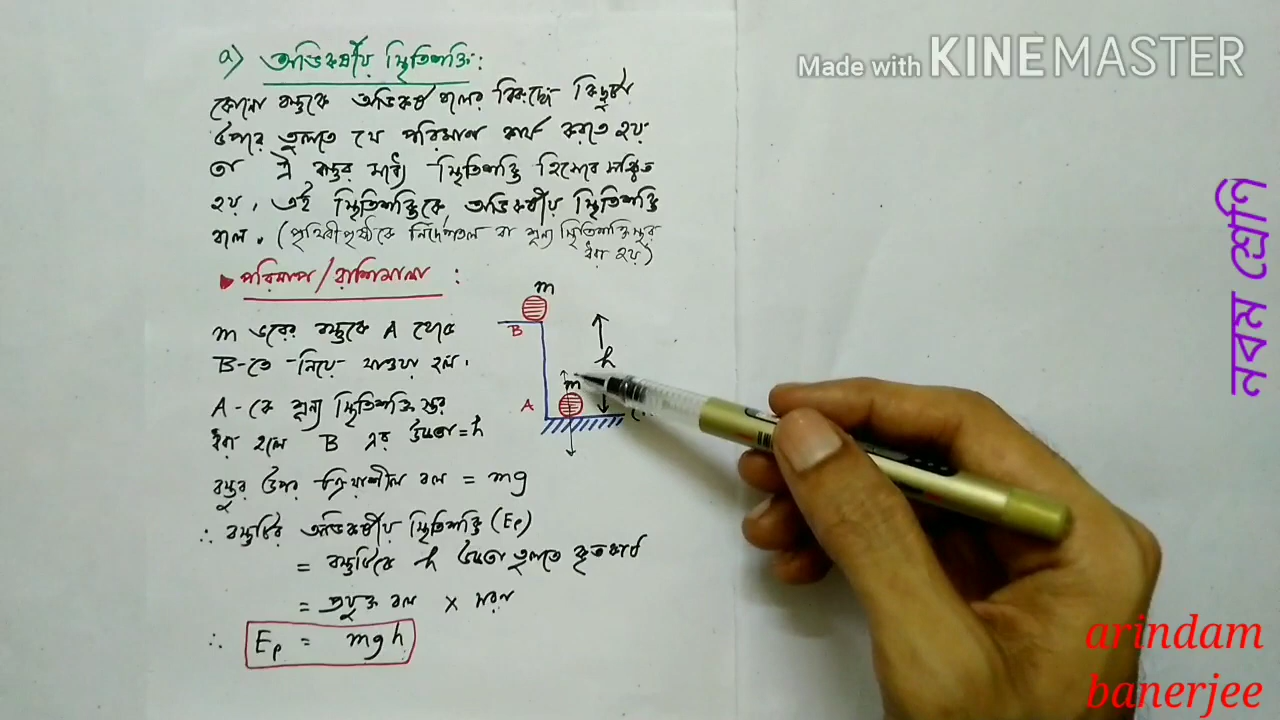 a) অভিকর্ষীয় স্থিতিশক্তি :
কোনো বস্তুকে অভিকর্ষ বলের বিরুদ্ধে কিছুটা
উপরে তুলতে যে পরিমাণ কার্য করতে হয়
তা ঐ বস্তুর মধ্যে স্থিতিশক্তি হিসেবে সঞ্চিত
হয়. এই স্থিতিশক্তিকে অভিকর্ষীয় স্থিতিশক্তি
বলে. (পৃথিবীপৃষ্ঠকে নির্দেশতল বা শূন্য স্থিতিশক্তি স্তর
ধরা হয়)
পরিমাপ/রাশিমালা :
m ভরের বস্তুকে A থেকে
B-তে নিয়ে যাওয়া হল.
A-কে শূন্য স্থিতিশক্তি স্তর
ধরা হলে B এর উচ্চতা = h
বস্তুর উপর ক্রিয়াশীল বল = mg
∴ বস্তুটির অভিকর্ষীয় স্থিতিশক্তি (Ep)
= বস্তুটিকে h উচ্চতা তুলতে কৃতকার্য
= প্রযুক্ত বল × সরণ
∴ Ep = mgh
m
B
h
m
A
Made with KINEMASTER
নবম শ্রেণি
arindam
banerjee